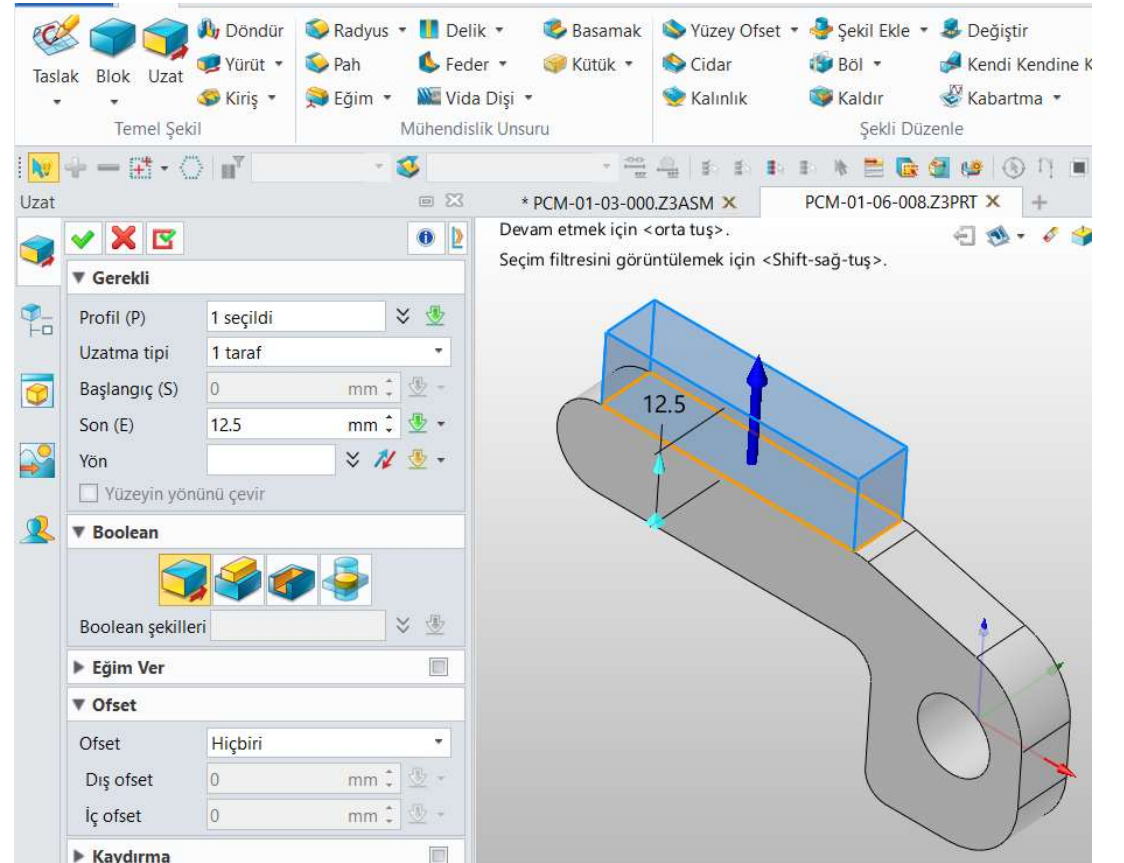 Döndür Radyus Delik Basamak Yüzey Ofset Şekil Ekle Değiştir
Taslak Blok Uzat Yürüt Pah Feder Kütük Cidar Böl Kendi Kendine K
Kiriş Eğim Vida Dişi Kalınlık Kaldır Kabartma
Temel Şekil Mühendislik Unsuru Şekli Düzenle
Uzat * PCM-01-03-000.Z3ASM PCM-01-06-008.Z3PRT
Devam etmek için <orta tuş>.
Seçim filtresini görüntülemek için <Shift-sağ-tuş>.
Gerekli
Profil (P) 1 seçildi
Uzatma tipi 1 taraf
Başlangıç (S) 0 mm
Son (E) 12.5 mm
Yön
Yüzeyin yönünü çevir
Boolean
Boolean şekilleri
Eğim Ver
Ofset
Ofset Hiçbiri
Dış ofset 0 mm
İç ofset 0 mm
Kaydırma
12.5